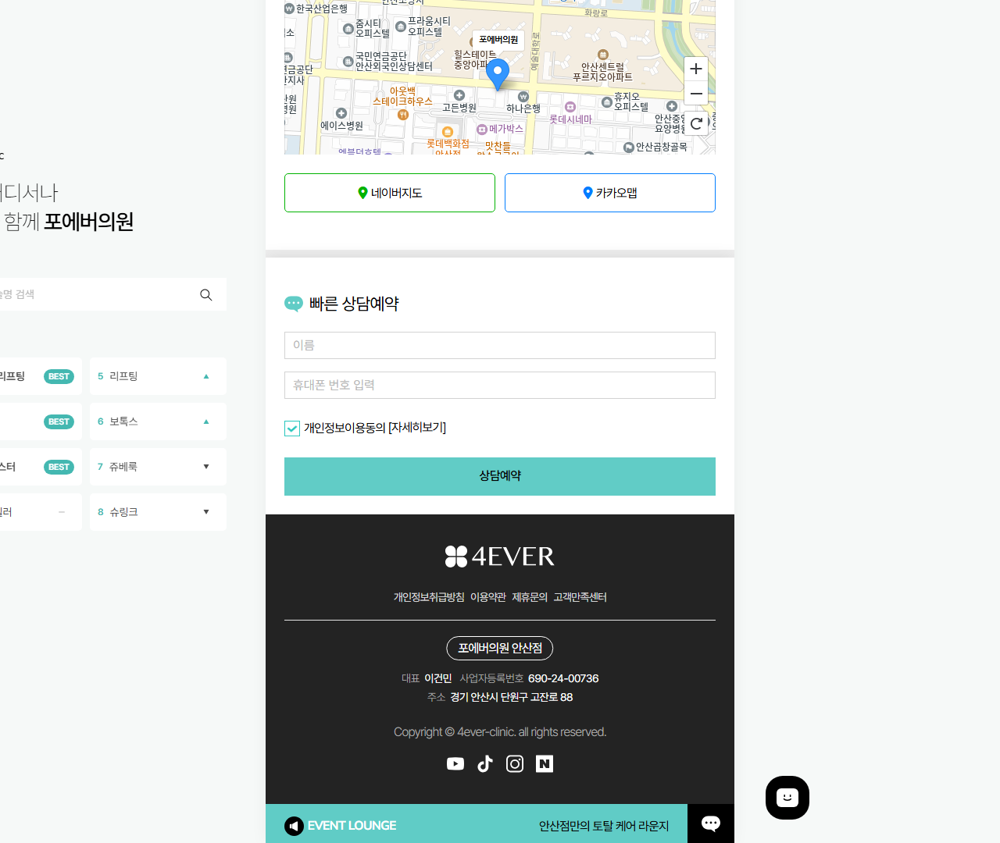 한국산업은행
줌시티
오피스텔
프라움시티
오피스텔
화랑로
예술대학로
포에버의원
국민연금공단
안산외국인상담센터
힐스테이트
중앙아파
안산센트럴
푸르지오아파트
아웃백
스테이크하우스
고든병원
하나은행
휴지오
오피스텔
롯데시네마
에이스병원
메가박스
안산중앙
요양병원
롯데백화점
안산점
맛찬들
안산곰창골목
네이버지도
카카오맵
어디서나
함께 포에버의원
술명 검색
리프팅 BEST
5 리프팅
BEST
6 보톡스
스터 BEST
7 쥬베룩
필러
8 슈링크
빠른 상담예약
이름
휴대폰 번호 입력
개인정보이용동의 [자세히보기]
상담예약
4EVER
개인정보취급방침 이용약관 제휴문의 고객만족센터
포에버의원 안산점
대표 이건민 사업자등록번호 690-24-00736
주소 경기 안산시 단원구 고잔로 88
Copyright © 4ever-clinic. all rights reserved.
EVENT LOUNGE
안산점만의 토탈 케어 라운지